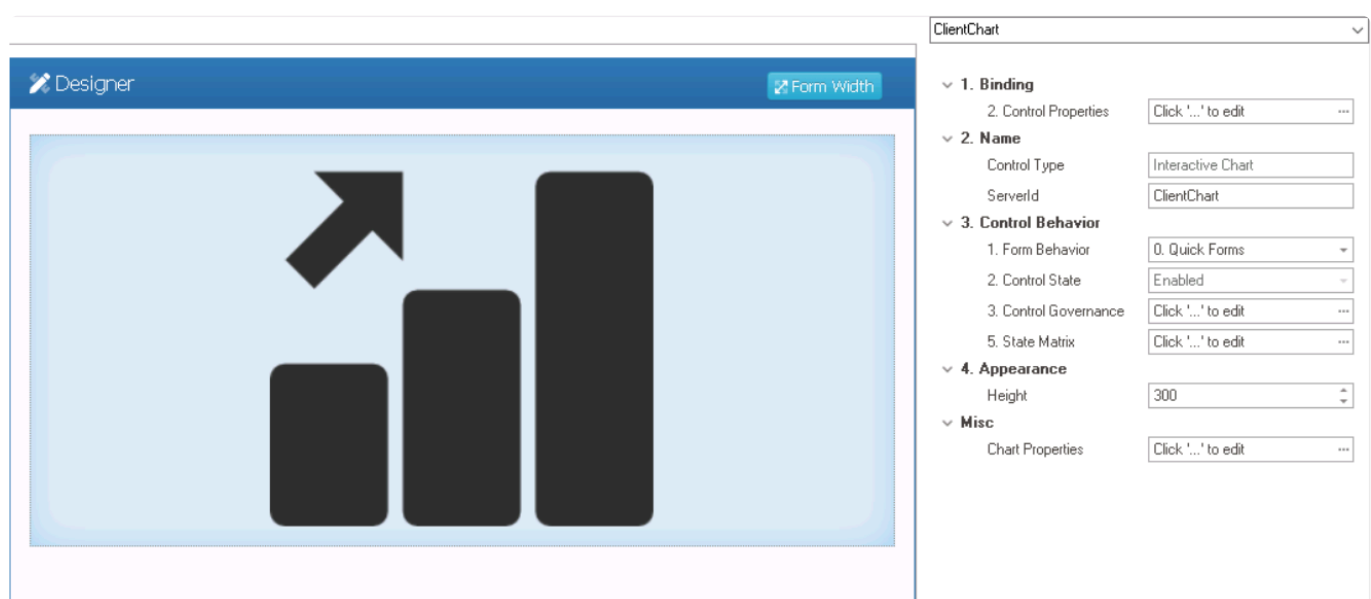 ClientChart
Designer
Form Width
1. Binding
2. Control Properties Click '...' to edit ...
2. Name
Control Type Interactive Chart
ServerId ClientChart
3. Control Behavior
1. Form Behavior 0. Quick Forms
2. Control State Enabled
3. Control Governance Click '...' to edit ...
5. State Matrix Click '...' to edit ...
4. Appearance
Height 300
Misc
Chart Properties Click '...' to edit ...